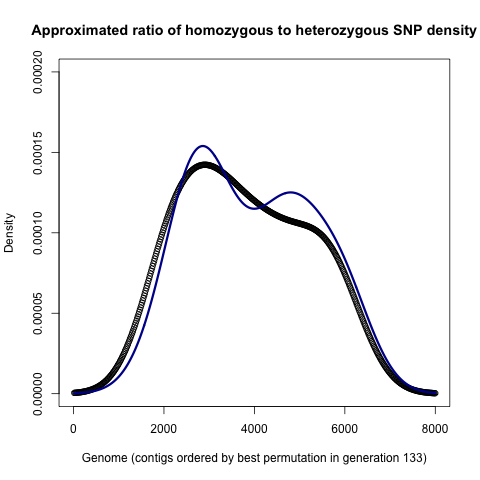 Approximated ratio of homozygous to heterozygous SNP density
0.00020
0.00015
0.00010
0.00005
0.00000
Density
0 2000 4000 6000 8000
Genome (contigs ordered by best permutation in generation 133)